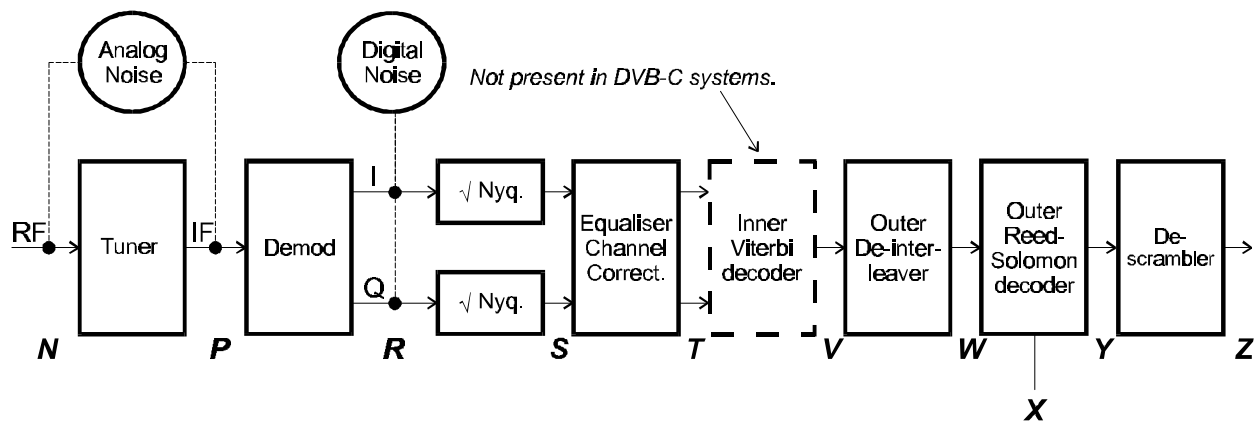 Analog
Noise
Digital
Noise
Not present in DVB-C systems.
RF
Tuner
IF
Demod
I
Q
√ Nyq.
√ Nyq.
Equaliser
Channel
Correct.
Inner
Viterbi
decoder
Outer
De-inter-
leaver
Outer
Reed-
Solomon
decoder
De-
scrambler
N
P
R
S
T
V
W
Y
Z
X